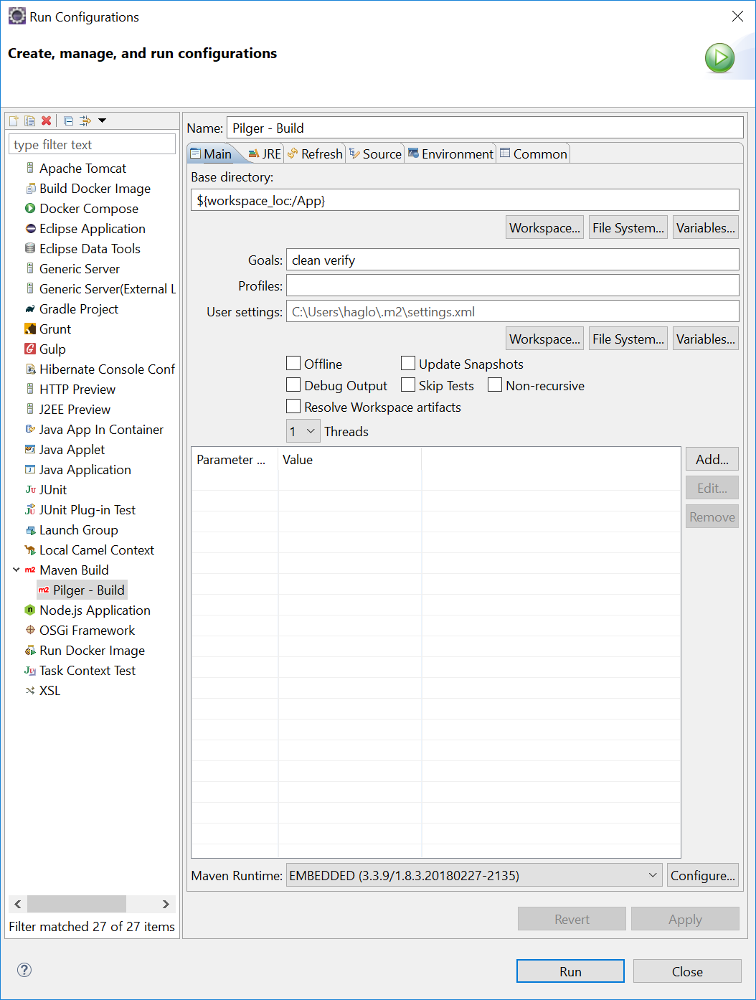 Run Configurations
Create, manage, and run configurations
type filter text
Apache Tomcat
Build Docker Image
Docker Compose
Eclipse Application
Eclipse Data Tools
Generic Server
Generic Server(External L
Gradle Project
Grunt
Gulp
Hibernate Console Conf
HTTP Preview
J2EE Preview
Java App In Container
Java Applet
Java Application
JUnit
JUnit Plug-in Test
Launch Group
Local Camel Context
Maven Build
Pilger - Build
Node.js Application
OSGi Framework
Run Docker Image
Task Context Test
XSL
Filter matched 27 of 27 items
Name: Pilger - Build
Main JRE Refresh Source Environment Common
Base directory:
${workspace_loc:/App}
Workspace... File System... Variables...
Goals: clean verify
Profiles:
User settings: C:\Users\haglo\.m2\settings.xml
Workspace... File System... Variables...
Offline Update Snapshots
Debug Output Skip Tests Non-recursive
Resolve Workspace artifacts
1 Threads
Parameter ... Value
Add...
Edit...
Remove
Maven Runtime: EMBEDDED (3.3.9/1.8.3.20180227-2135) Configure...
Revert Apply
Run Close